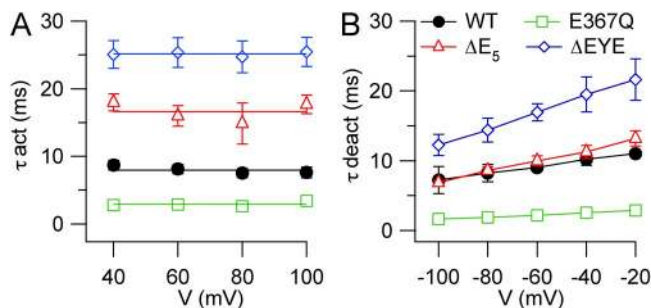 A
B
WT
E367Q
ΔE5
ΔEYE
τ act (ms)
30
20
10
0
40
60
80
100
V (mV)
τ deact (ms)
30
20
10
0
-100
-80
-60
-40
-20
V (mV)